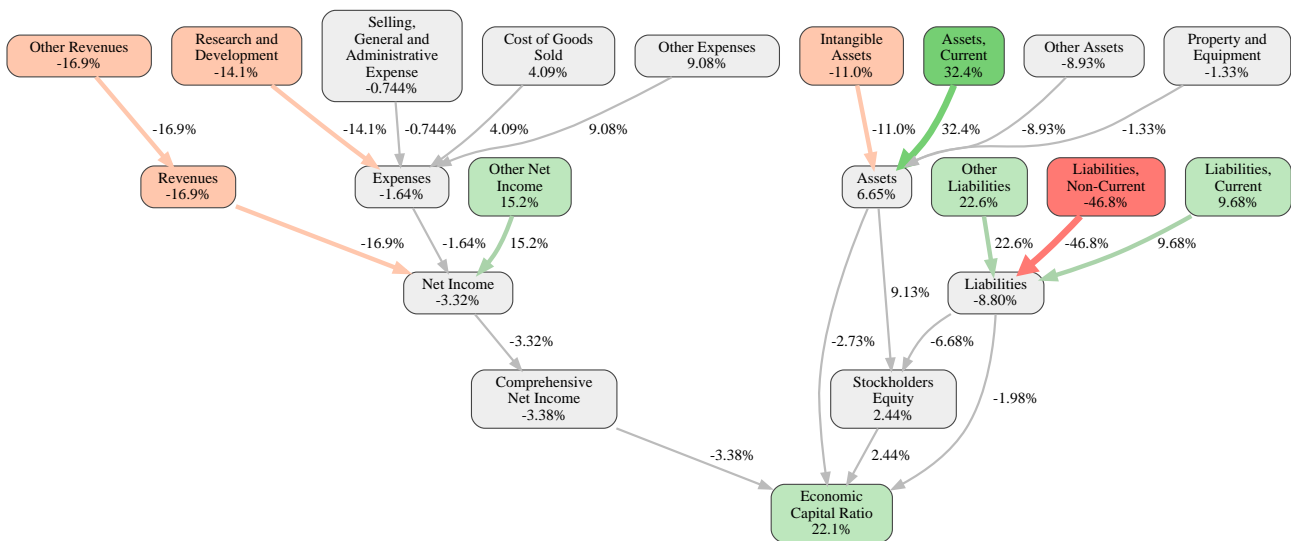 Other Revenues
-16.9%
Research and
Development
-14.1%
Selling,
General and
Administrative
Expense
-0.744%
Cost of Goods
Sold
4.09%
Other Expenses
9.08%
Intangible
Assets
-11.0%
Assets,
Current
32.4%
Other Assets
-8.93%
Property and
Equipment
-1.33%
-16.9%
-14.1%
-0.744%
4.09%
9.08%
-11.0%
32.4%
-8.93%
-1.33%
Revenues
-16.9%
Expenses
-1.64%
Other Net
Income
15.2%
Assets
6.65%
Other
Liabilities
22.6%
Liabilities,
Non-Current
-46.8%
Liabilities,
Current
9.68%
-16.9%
-1.64%
15.2%
22.6%
-46.8%
9.68%
Net Income
-3.32%
9.13%
Liabilities
-8.80%
-3.32%
-2.73%
-6.68%
Comprehensive
Net Income
-3.38%
Stockholders
Equity
2.44%
-1.98%
-3.38%
2.44%
Economic
Capital Ratio
22.1%